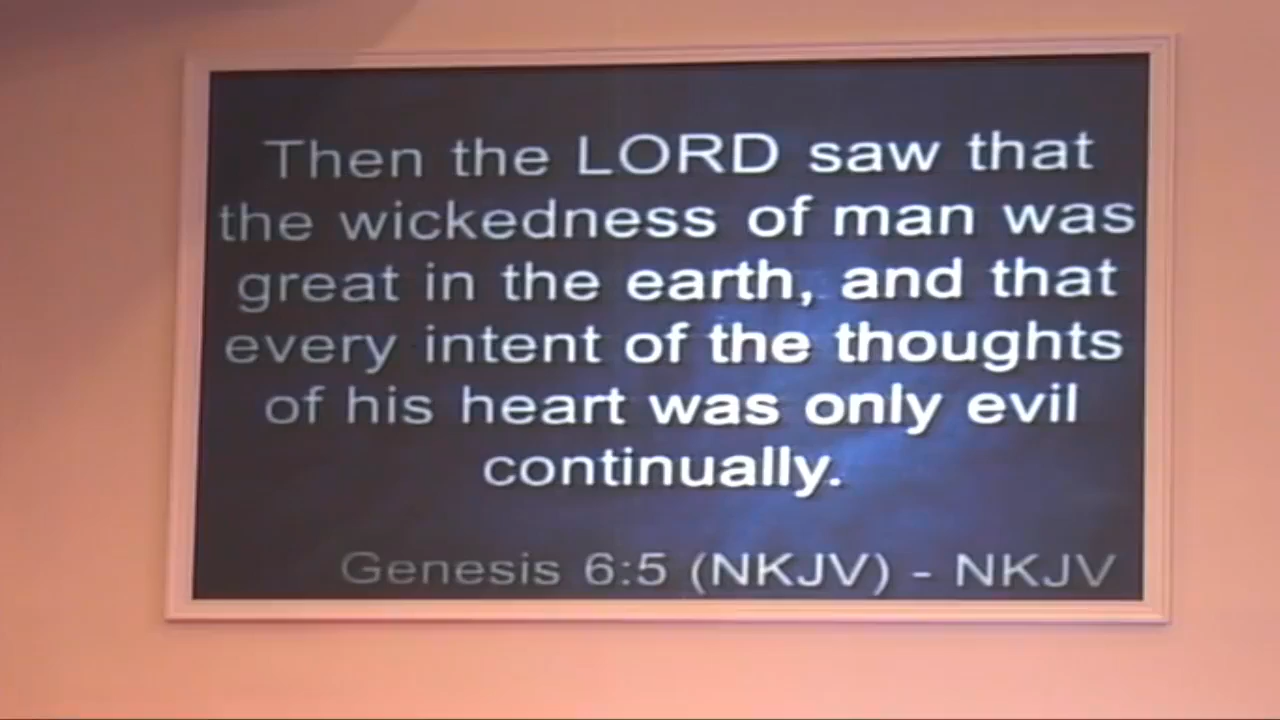 Then the LORD saw that
the wickedness of man was
great in the earth, and that
every intent of the thoughts
of his heart was only evil
continually.
Genesis 6:5 (NKJV) - NKJV